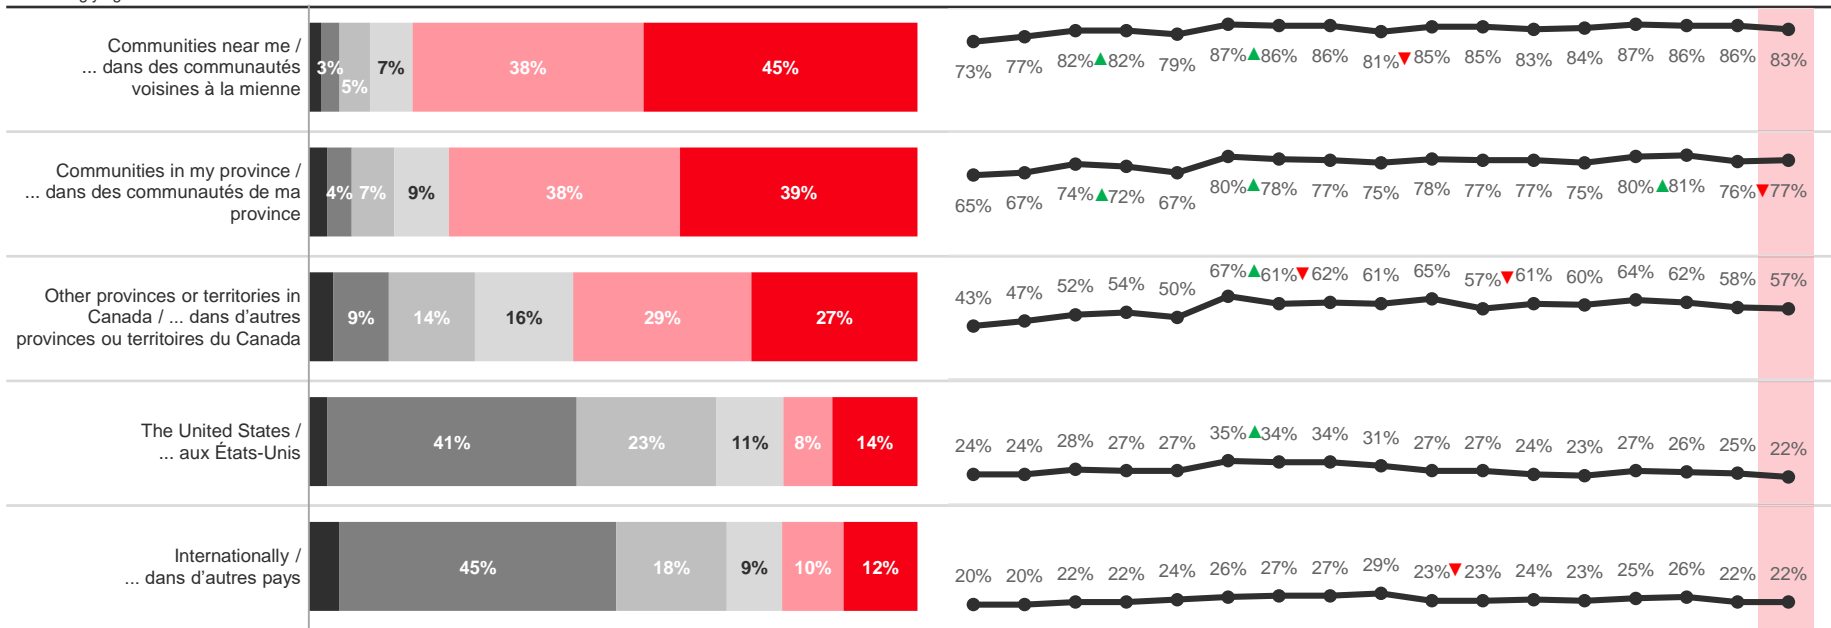 Communities near me /
... dans des communautés
voisines à la mienne
3%
5%
7%
38%
45%
73% 77% 82% 82% 79% 87% 86% 86% 81% 85% 85% 83% 84% 87% 86% 86% 83%
Communities in my province /
... dans des communautés de ma
province
4% 7% 9% 38% 39%
65% 67% 74% 72% 67% 80% 78% 77% 75% 78% 77% 77% 75% 80% 81% 76% 77%
Other provinces or territories in
Canada / ... dans d'autres
provinces ou territoires du Canada
9% 14% 16% 29% 27%
43% 47% 52% 54% 50% 67% 61% 62% 61% 65% 57% 61% 60% 64% 62% 58% 57%
The United States /
... aux États-Unis
41% 23% 11% 8% 14%
24% 24% 28% 27% 27% 35% 34% 34% 31% 27% 27% 24% 23% 27% 26% 25% 22%
Internationally /
... dans d'autres pays
45% 18% 9% 10% 12%
20% 20% 22% 22% 24% 26% 27% 27% 29% 23% 23% 24% 23% 25% 26% 22% 22%